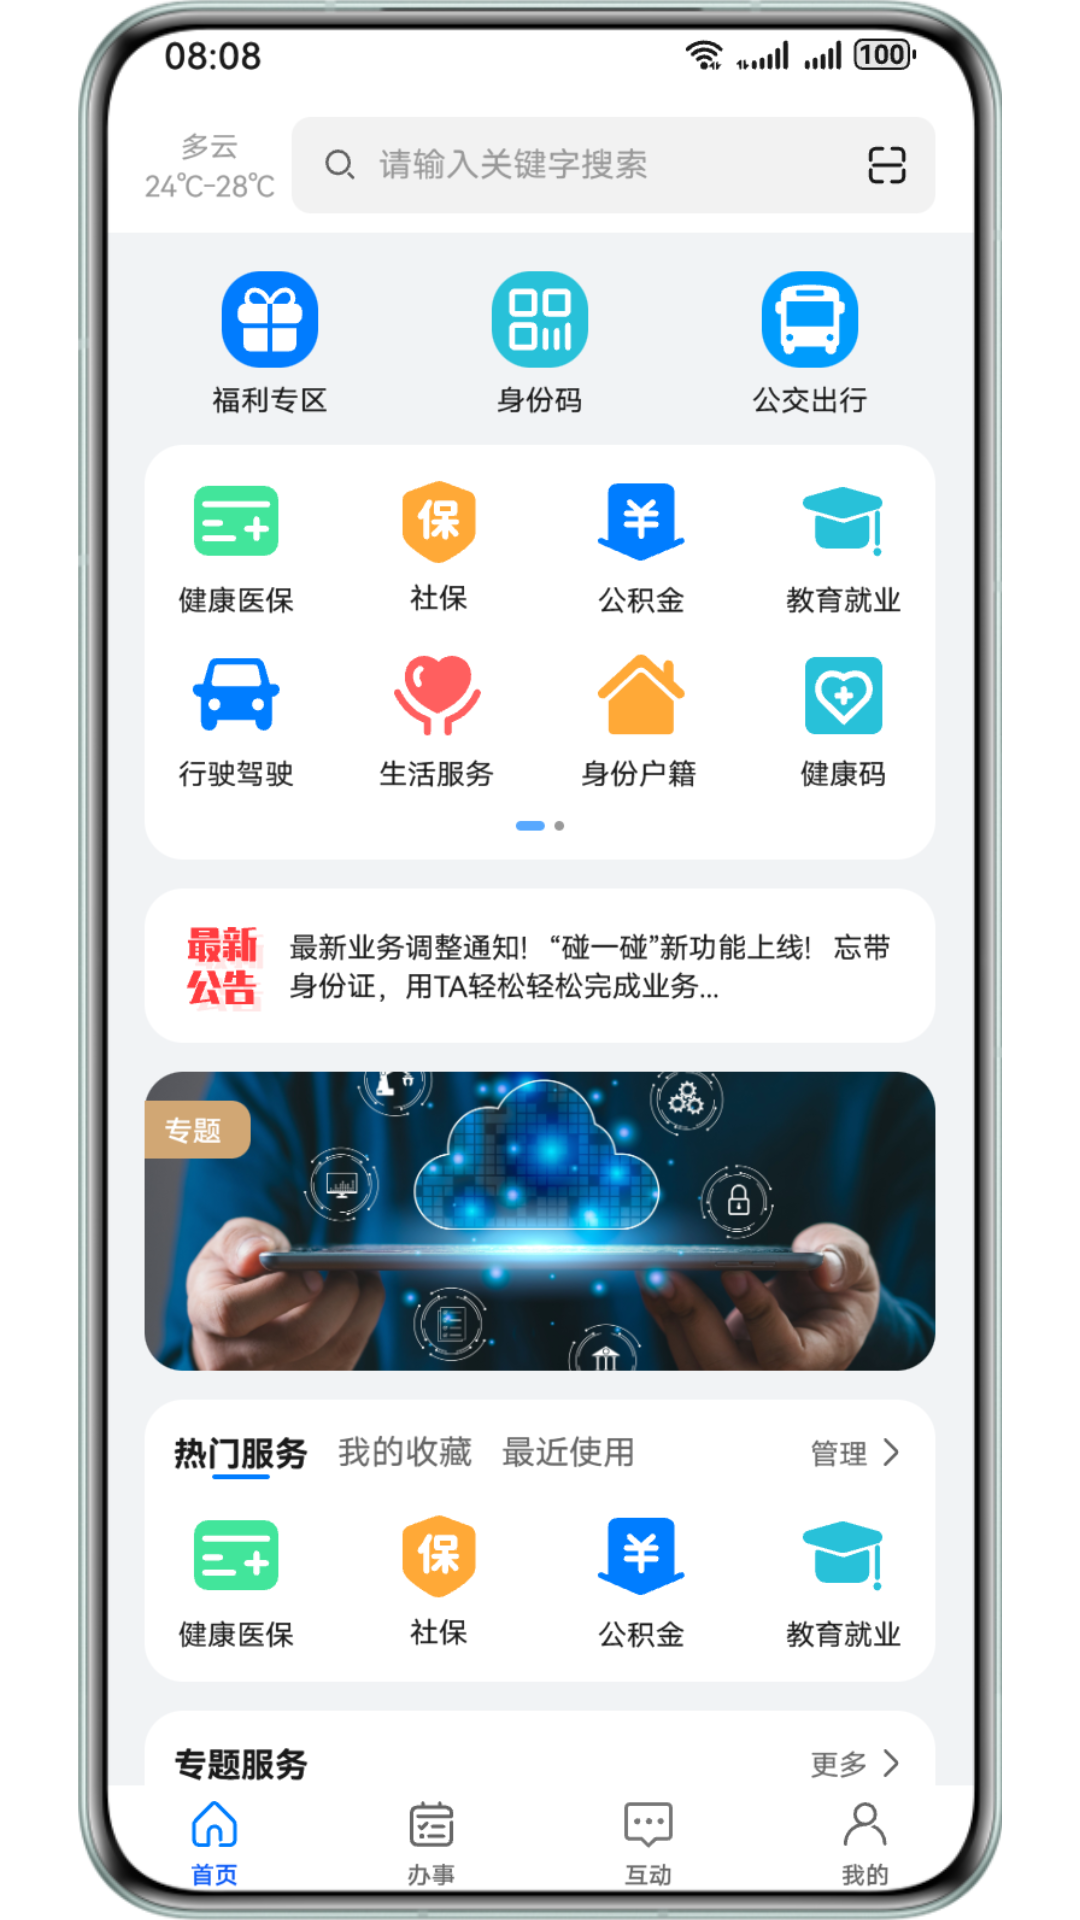 08:08
100
多云
24℃-28℃
请输入关键字搜索
福利专区
身份码
公交出行
保
¥
健康医保
社保
公积金
教育就业
行驶驾驶
生活服务
身份户籍
健康码
最新
公告
最新业务调整通知!“碰一碰”新功能上线!忘带
身份证，用TA轻松轻松完成业务...
专题
热门服务
我的收藏
最近使用
管理
保
¥
健康医保
社保
公积金
教育就业
专题服务
更多
首页
办事
互动
我的